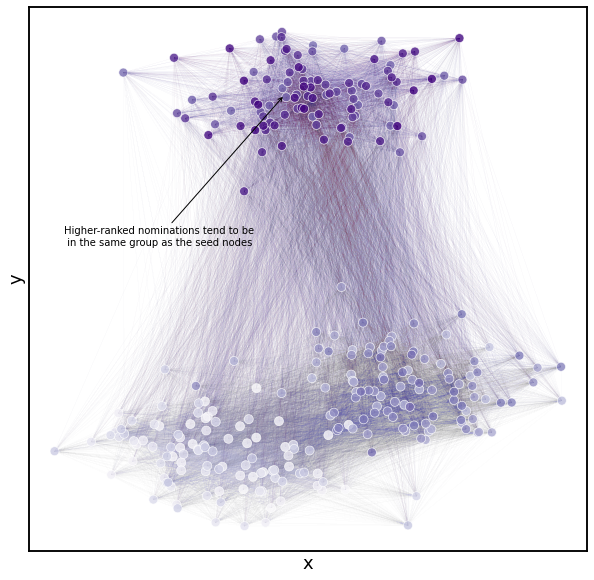 Higher-ranked nominations tend to be
in the same group as the seed nodes
y
x